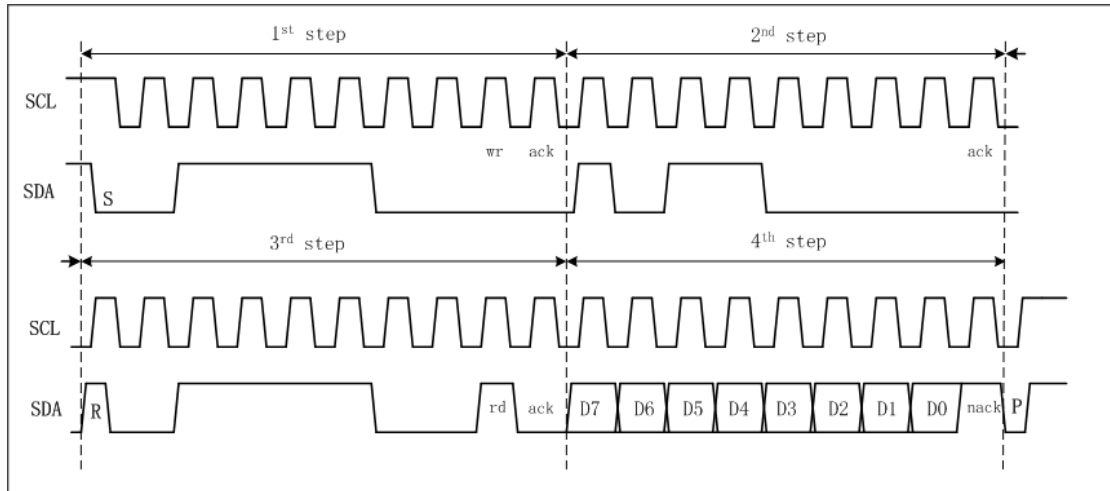 1st step 2nd step
SCL
wr ack ack
SDA S
3rd step 4th step
SCL
SDA R rd ack D7 D6 D5 D4 D3 D2 D1 D0 nack P